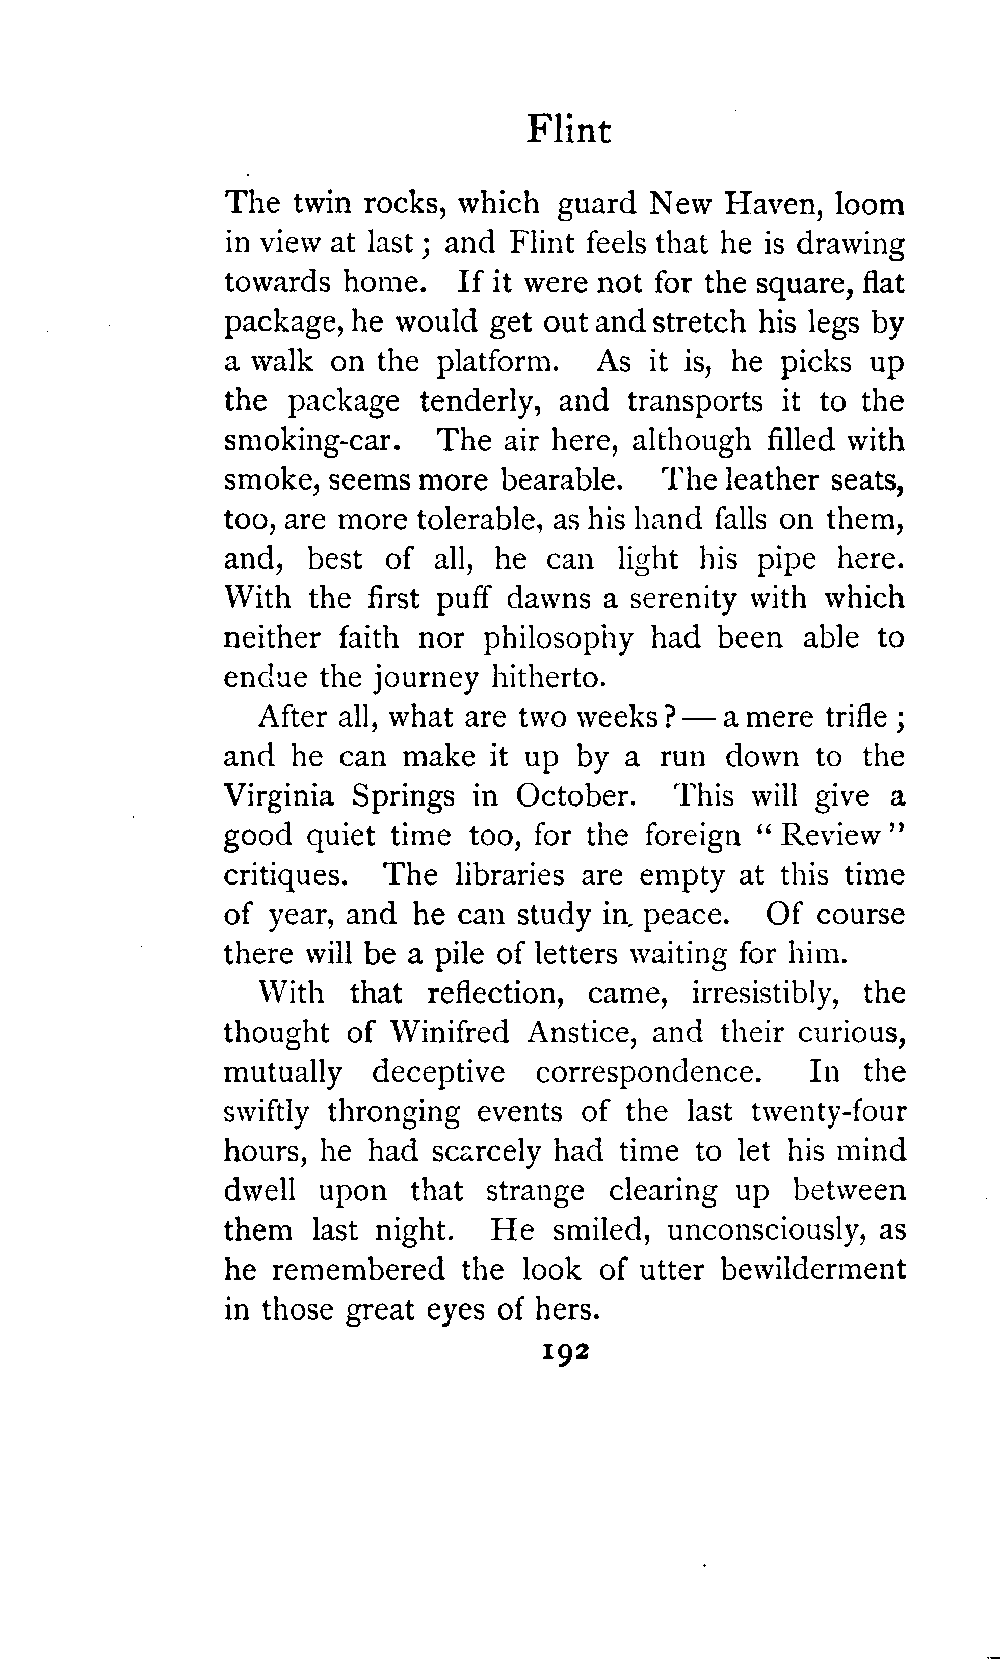 Flint
The twin rocks, which guard New Haven, loom
in view at last; and Flint feels that he is drawing
towards home. If it were not for the square, flat
package, he would get out and stretch his legs by
a walk on the platform. As it is, he picks up
the package tenderly, and transports it to the
smoking-car. The air here, although filled with
smoke, seems more bearable. The leather seats,
too, are more tolerable, as his hand falls on them,
and, best of all, he can light his pipe here.
With the first puff dawns a serenity with which
neither faith nor philosophy had been able to
endue the journey hitherto.
After all, what are two weeks?—a mere trifle;
and he can make it up by a run down to the
Virginia Springs in October. This will give a
good quiet time too, for the foreign "Review"
critiques. The libraries are empty at this time
of year, and he can study in peace. Of course
there will be a pile of letters waiting for him.
With that reflection, came, irresistibly, the
thought of Winifred Anstice, and their curious,
mutually deceptive correspondence. In the
swiftly thronging events of the last twenty-four
hours, he had scarcely had time to let his mind
dwell upon that strange clearing up between
them last night. He smiled, unconsciously, as
he remembered the look of utter bewilderment
in those great eyes of hers.
192